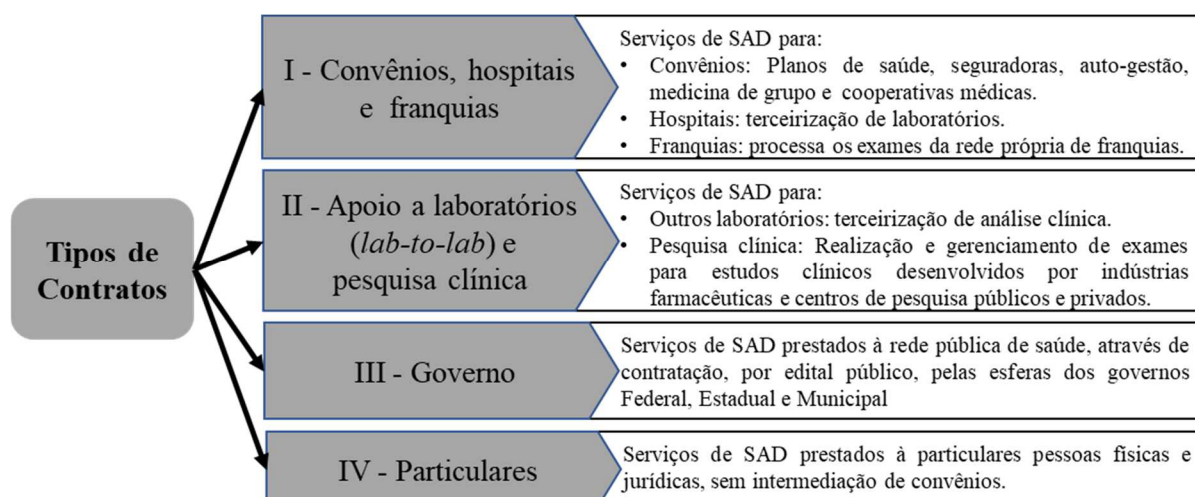 Tipos de
Contratos
I - Convênios, hospitais
e franquias
Serviços de SAD para:
• Convênios: Planos de saúde, seguradoras, auto-gestão,
medicina de grupo e cooperativas médicas.
• Hospitais: terceirização de laboratórios.
• Franquias: processa os exames da rede própria de franquias.
II - Apoio a laboratórios
(lab-to-lab) e
pesquisa clínica
Serviços de SAD para:
• Outros laboratórios: terceirização de análise clínica.
• Pesquisa clínica: Realização e gerenciamento de exames
para estudos clínicos desenvolvidos por indústrias
farmacêuticas e centros de pesquisa públicos e privados.
III - Governo
Serviços de SAD prestados à rede pública de saúde, através de
contratação, por edital público, pelas esferas dos governos
Federal, Estadual e Municipal
IV - Particulares
Serviços de SAD prestados à particulares pessoas físicas e
jurídicas, sem intermediação de convênios.